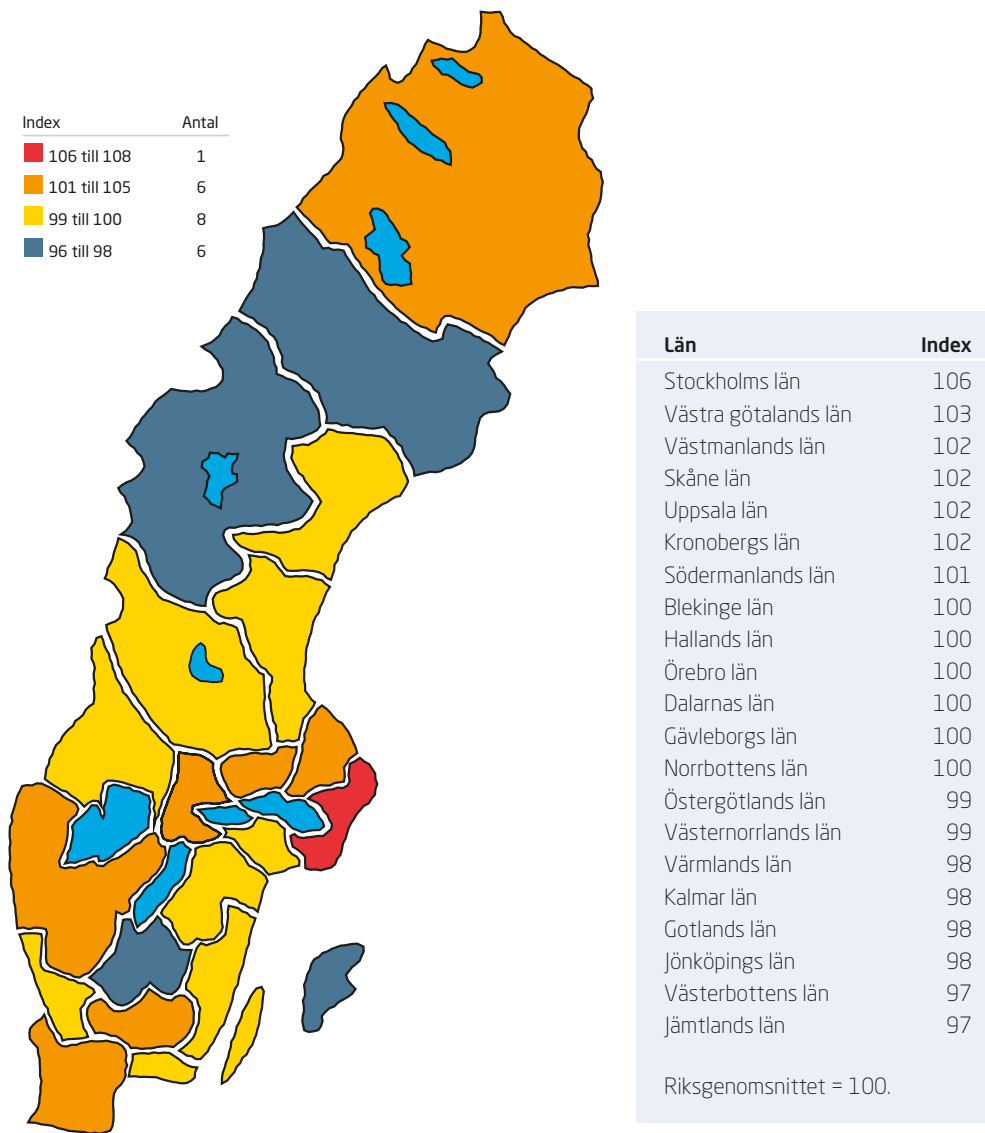 Index Antal
106 till 108 1
101 till 105 6
99 till 100 8
96 till 98 6
Län Index
Stockholms län 106
Västra götalands län 103
Västmanlands län 102
Skåne län 102
Uppsala län 102
Kronobergs län 102
Södermanlands län 101
Blekinge län 100
Hallands län 100
Örebro län 100
Dalarnas län 100
Gävleborgs län 100
Norrbottens län 100
Östergötlands län 99
Västernorrlands län 99
Värmlands län 98
Kalmar län 98
Gotlands län 98
Jönköpings län 98
Västerbottens län 97
Jämtlands län 97
Riksgenomsnittet = 100.